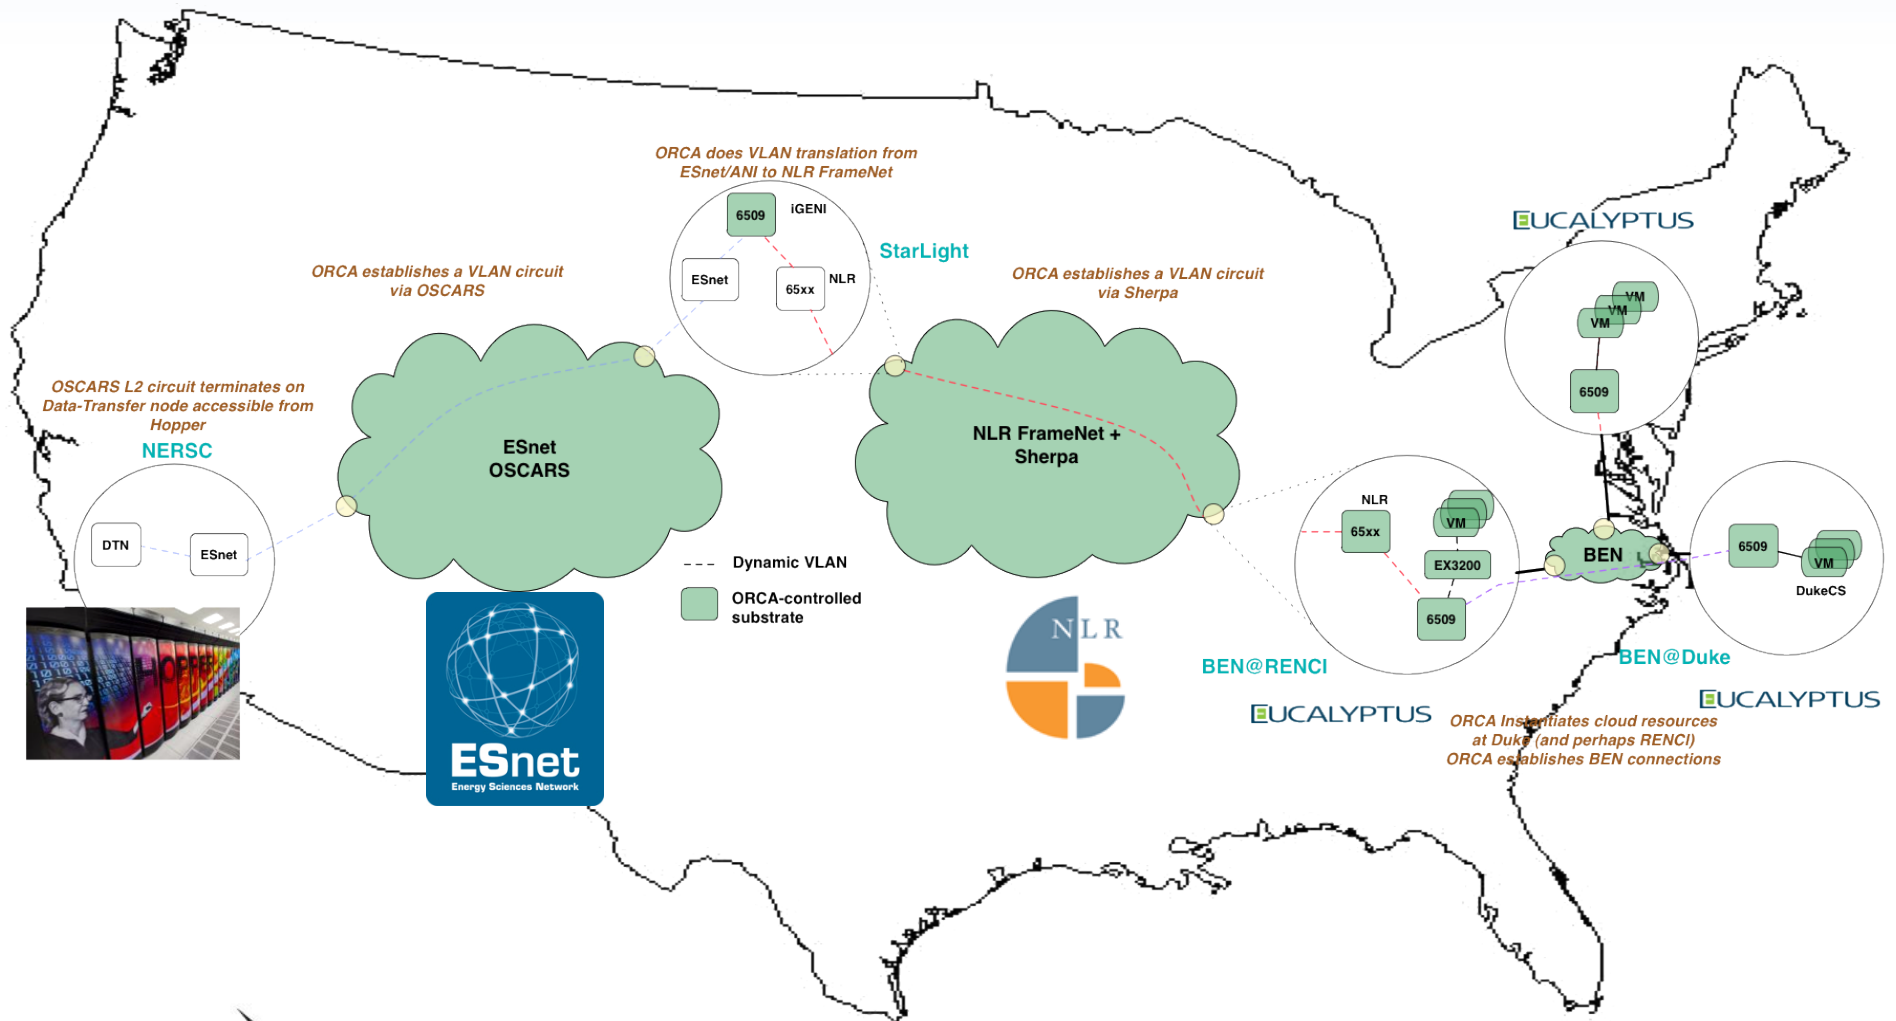 ORCA does VLAN translation from
ESnet/ANI to NLR FrameNet
6509
iGENI
ESnet
65xx
NLR
StarLight
EUCALYPTUS
VM
VM
VM
6509
ORCA establishes a VLAN circuit
via OSCARS
ORCA establishes a VLAN circuit
via Sherpa
OSCARS L2 circuit terminates on
Data-Transfer node accessible from
Hopper
NERSC
DTN
ESnet
ESnet
OSCARS
NLR FrameNet +
Sherpa
Dynamic VLAN
ORCA-controlled
substrate
NLR
65xx
VM
EX3200
6509
BEN
6509
VM
DukeCS
HOPPER
ESnet
Energy Sciences Network
NLR
BEN@RENCI
EUCALYPTUS
BEN@Duke
EUCALYPTUS
ORCA Instantiates cloud resources
at Duke (and perhaps RENCI)
ORCA establishes BEN connections